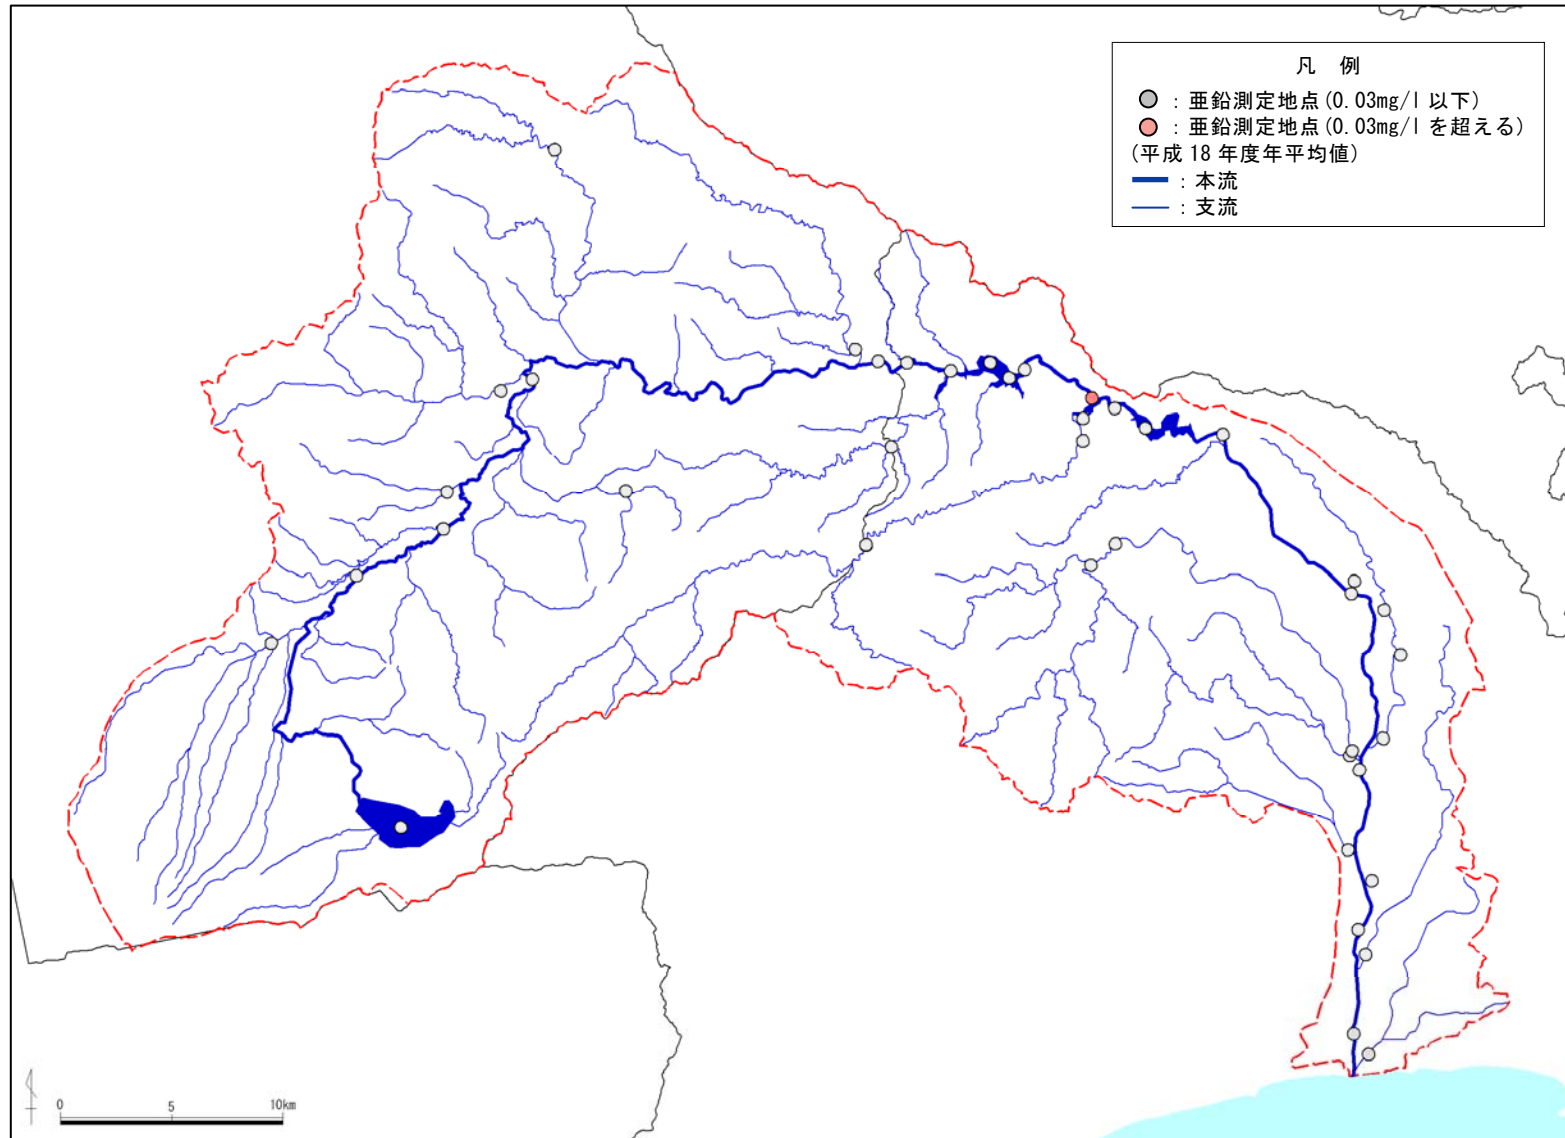 凡 例
：亜鉛測定地点(0.03mg/l 以下)
：亜鉛測定地点(0.03mg/l を超える)
(平成 18 年度年平均値)
：本流
：支流
0 5 10km